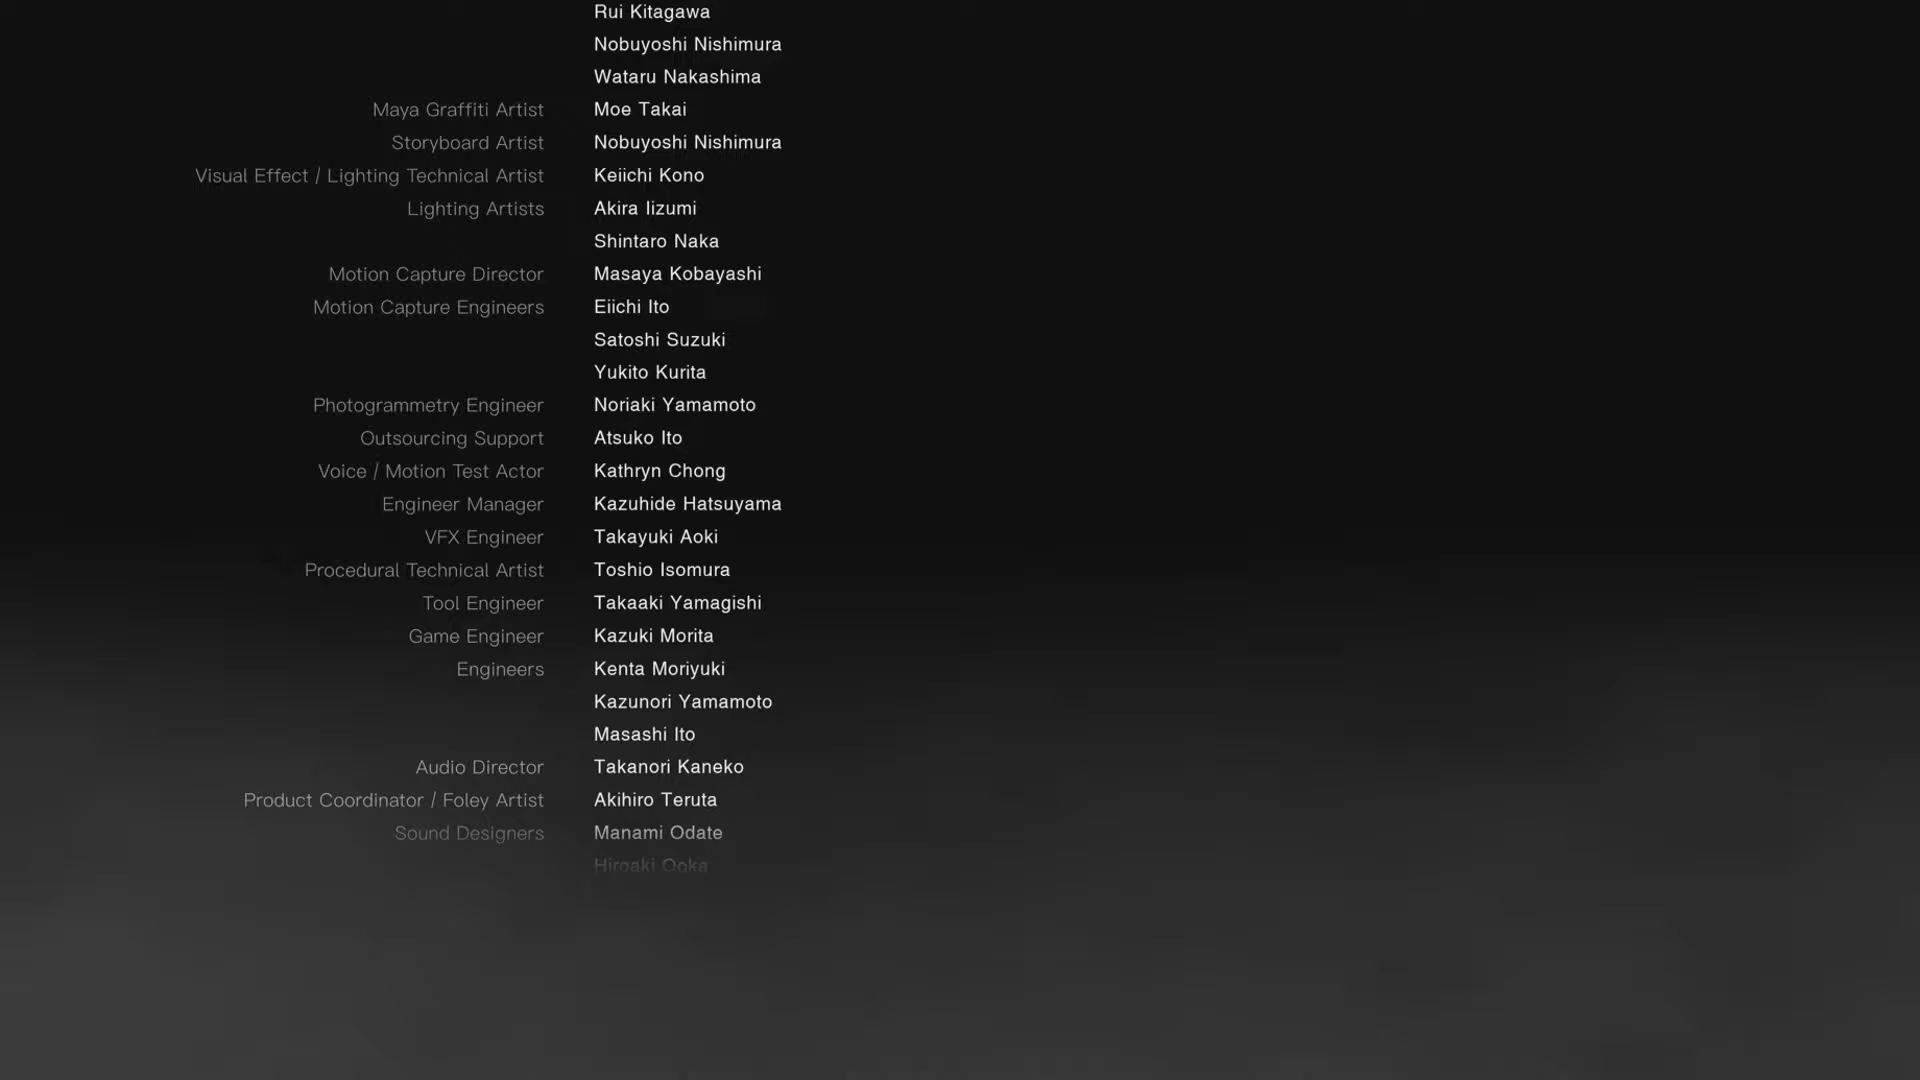 Rui Kitagawa
Nobuyoshi Nishimura
Wataru Nakashima
Maya Graffiti Artist Moe Takai
Storyboard Artist Nobuyoshi Nishimura
Visual Effect / Lighting Technical Artist Keiichi Kono
Lighting Artists Akira Iizumi
Shintaro Naka
Motion Capture Director Masaya Kobayashi
Motion Capture Engineers Eiichi Ito
Satoshi Suzuki
Yukito Kurita
Photogrammetry Engineer Noriaki Yamamoto
Outsourcing Support Atsuko Ito
Voice / Motion Test Actor Kathryn Chong
Engineer Manager Kazuhide Hatsuyama
VFX Engineer Takayuki Aoki
Procedural Technical Artist Toshio Isomura
Tool Engineer Takaaki Yamagishi
Game Engineer Kazuki Morita
Engineers Kenta Moriyuki
Kazunori Yamamoto
Masashi Ito
Audio Director Takanori Kaneko
Product Coordinator / Foley Artist Akihiro Teruta
Sound Designers Manami Odate
Hiroaki Ooka